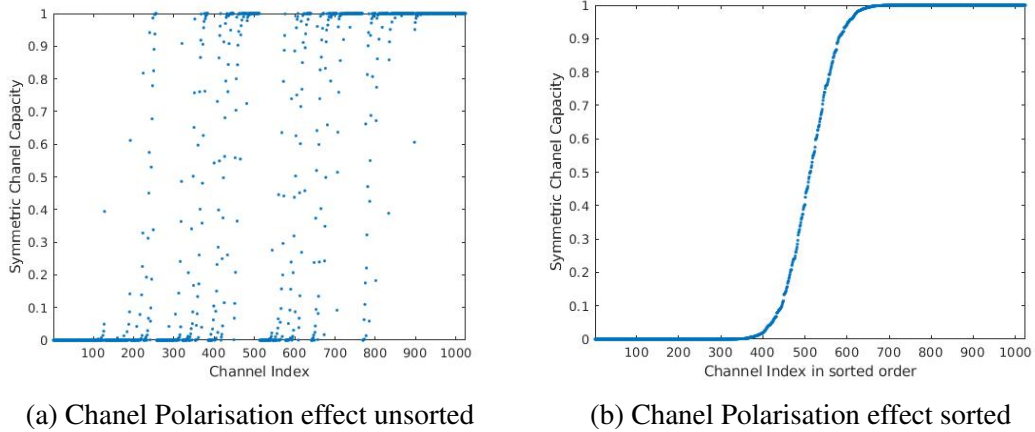 1
0.9
0.8
0.7
0.6
0.5
0.4
0.3
0.2
0.1
0
Symmetric Chanel Capacity
100 200 300 400 500 600 700 800 900 1000
Channel Index
(a) Chanel Polarisation effect unsorted
1
0.9
0.8
0.7
0.6
0.5
0.4
0.3
0.2
0.1
0
Symmetric Chanel Capacity
100 200 300 400 500 600 700 800 900 1000
Channel Index in sorted order
(b) Chanel Polarisation effect sorted